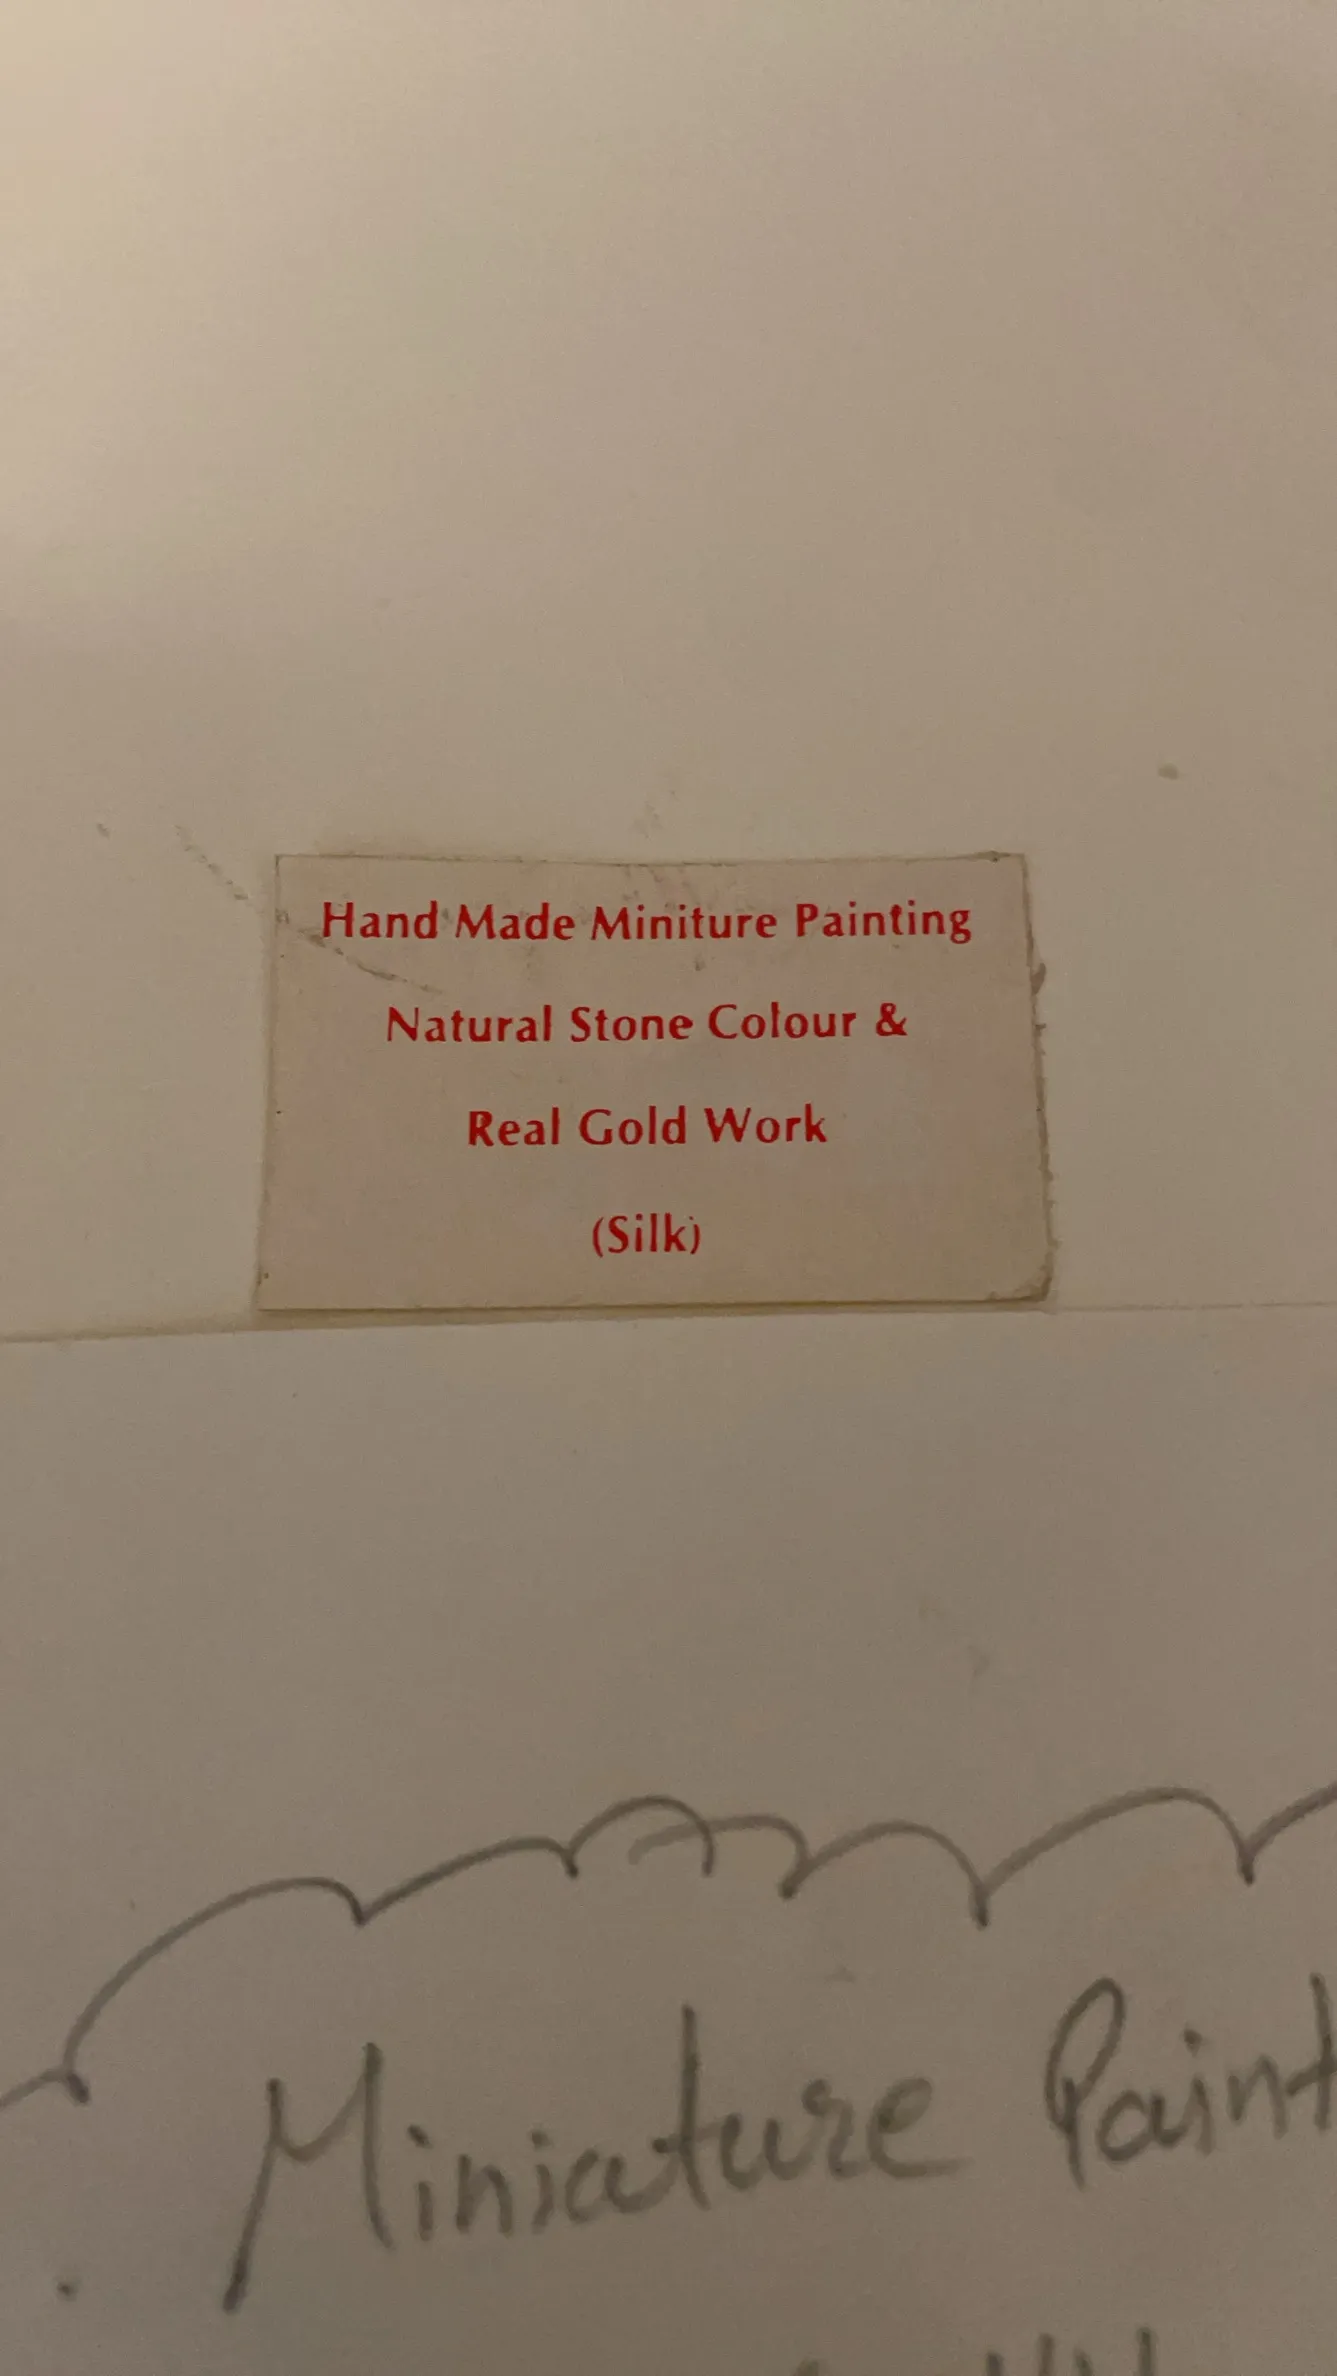 Hand Made Miniture Painting
Natural Stone Colour &
Real Gold Work
(Silk)
Miniature Paint